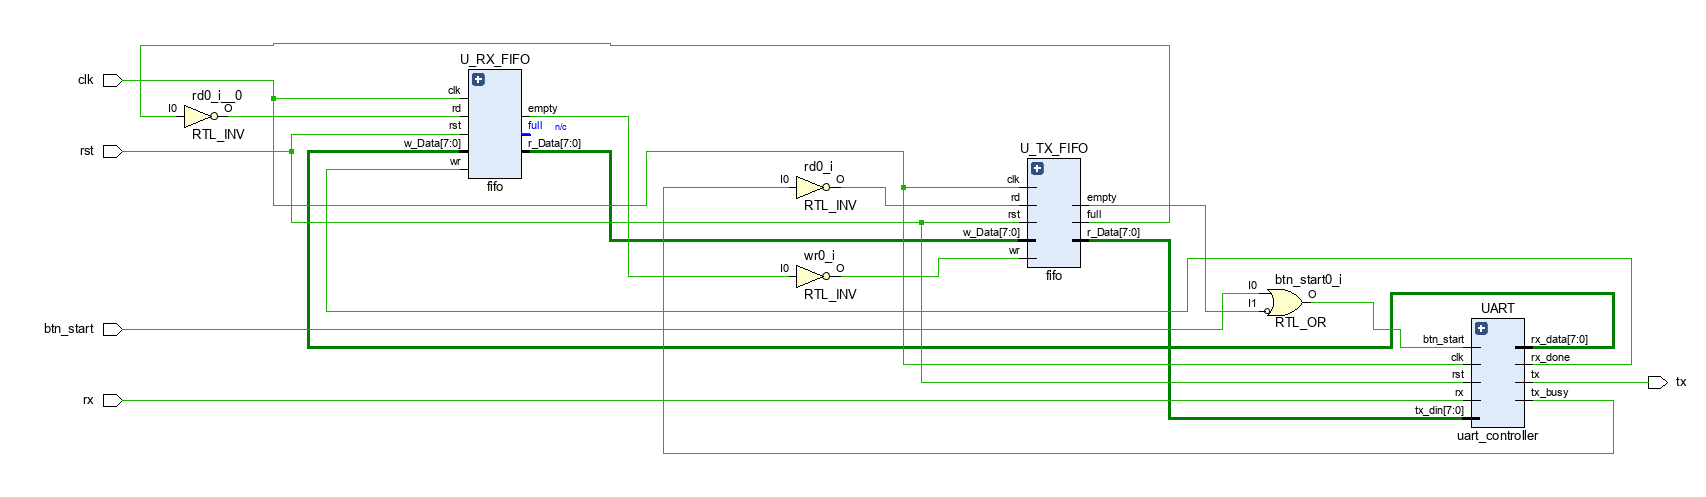 clk
rst
btn_start
rx
rd0_i__0
I0
O
RTL_INV
U_RX_FIFO
clk
rd
rst
w_Data[7:0]
wr
empty
full n/c
r_Data[7:0]
fifo
rd0_i
I0
O
RTL_INV
wr0_i
I0
O
RTL_INV
U_TX_FIFO
clk
rd
rst
w_Data[7:0]
wr
empty
full
r_Data[7:0]
fifo
btn_start0_i
I0
I1
O
RTL_OR
UART
btn_start
clk
rst
rx
tx_din[7:0]
rx_data[7:0]
rx_done
tx
tx_busy
uart_controller
tx